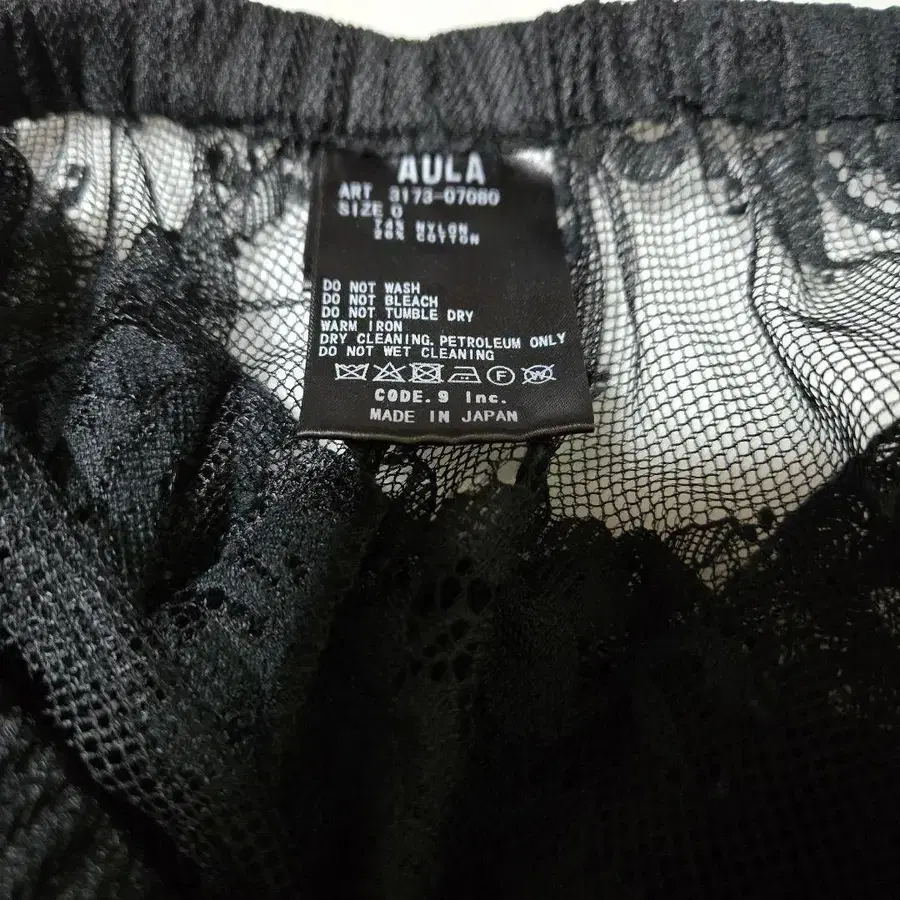 AULA
ART 3173-07080
SIZE 0
NYLON
COTTON
DO NOT WASH
DO NOT BLEACH
DO NOT TUMBLE DRY
WARM IRON
DRY CLEANING.PETROLEUM ONLY
DO NOT WET CLEANING
F W
CODE.9 Inc.
MADE IN JAPAN